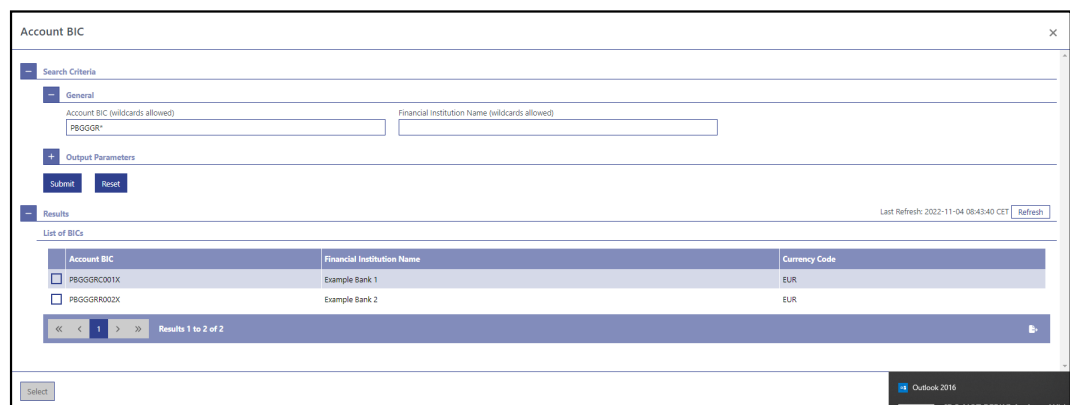 Account BIC
Search Criteria
General
Account BIC (wildcards allowed) Financial Institution Name (wildcards allowed)
PBGGGR*
Output Parameters
Submit Reset
Results Last Refresh: 2022-11-04 08:43:40 CET Refresh
List of BICs
Account BIC Financial Institution Name Currency Code
PBGGGRC001X Example Bank 1 EUR
PBGGGRR002X Example Bank 2 EUR
1 Results 1 to 2 of 2
Select
Outlook 2016